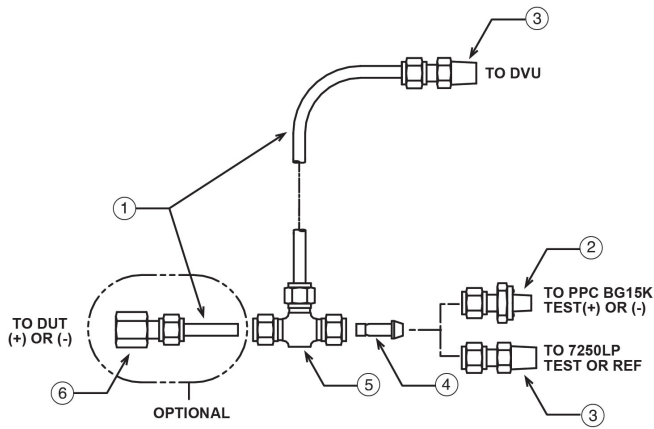 3
TO DVU
1
2
TO PPC BG15K
TEST(+) OR (-)
TO DUT
(+) OR (-)
TO 7250LP
TEST OR REF
6
5
4
OPTIONAL
3